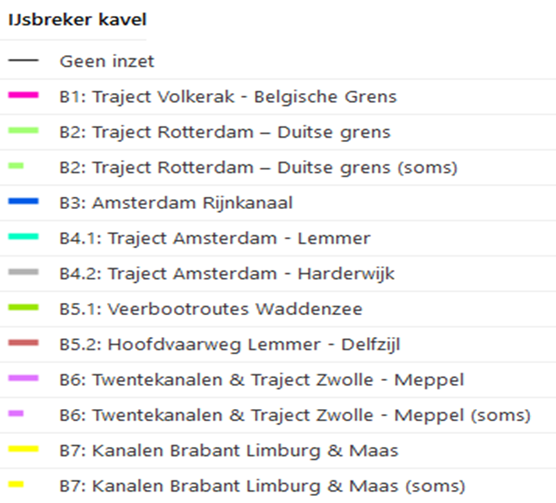 IJsbreker kavel
Geen inzet
B1: Traject Volkerak - Belgische Grens
B2: Traject Rotterdam – Duitse grens
B2: Traject Rotterdam – Duitse grens (soms)
B3: Amsterdam Rijnkanaal
B4.1: Traject Amsterdam - Lemmer
B4.2: Traject Amsterdam - Harderwijk
B5.1: Veerbootroutes Waddenzee
B5.2: Hoofdvaarweg Lemmer - Delfzijl
B6: Twentekanalen & Traject Zwolle - Meppel
B6: Twentekanalen & Traject Zwolle - Meppel (soms)
B7: Kanalen Brabant Limburg & Maas
B7: Kanalen Brabant Limburg & Maas (soms)